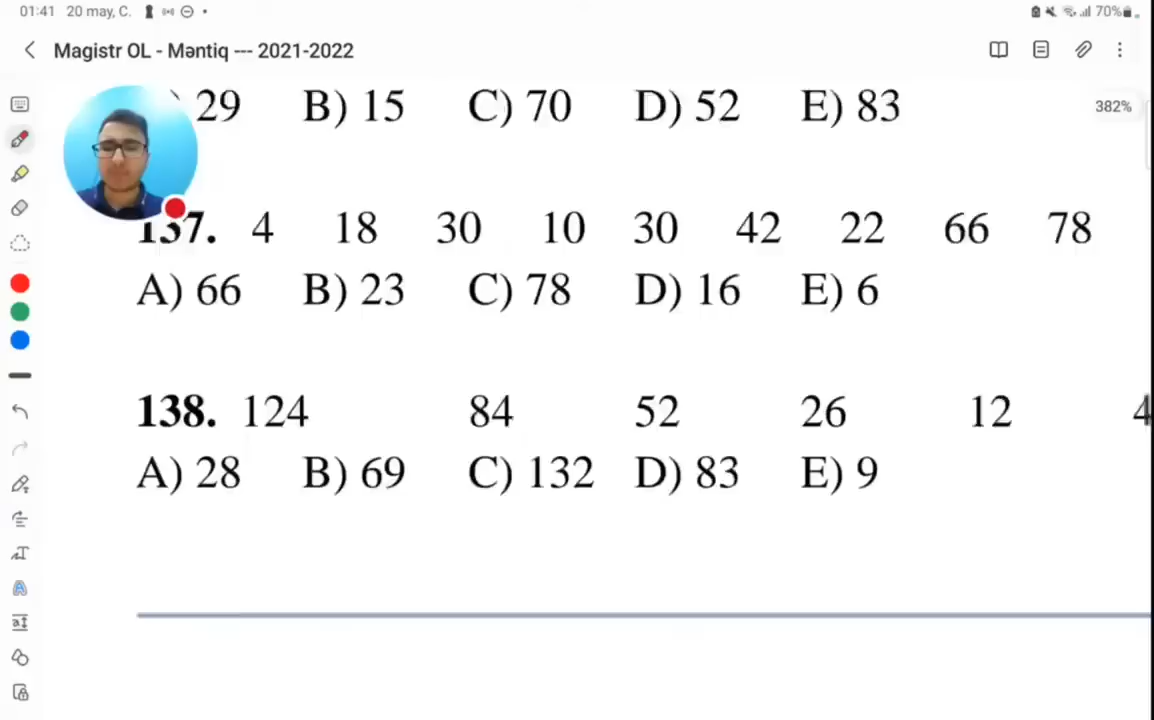 01:41 20 may, C.
70%
Magistr OL - Məntiq --- 2021-2022
29 B) 15 C) 70 D) 52 E) 83
382%
137. 4 18 30 10 30 42 22 66 78
A) 66 B) 23 C) 78 D) 16 E) 6
138. 124 84 52 26 12 4
A) 28 B) 69 C) 132 D) 83 E) 9